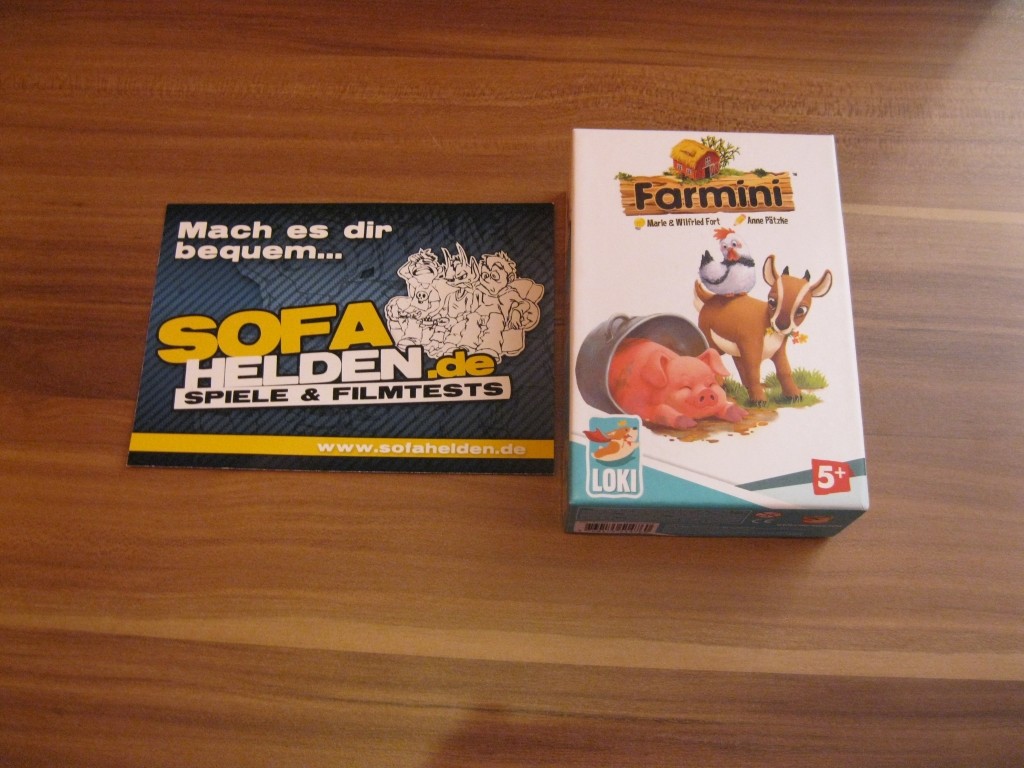 Mach es dir
bequem...
SOFA
HELDEN.de
SPIELE & FILMTESTS
www.sofahelden.de
Farmini
Marie & Wilfried Fort Anne Pätzke
LOKI
5+